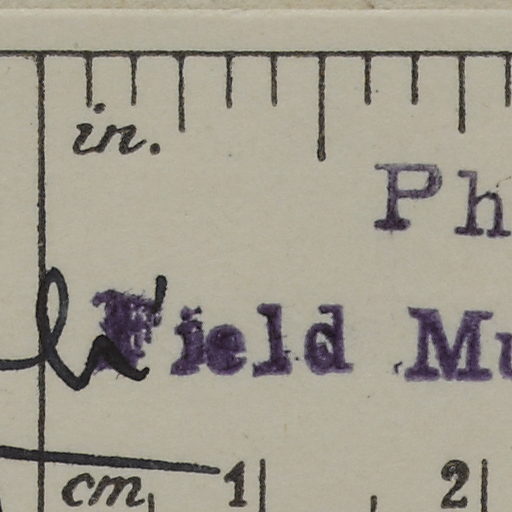 in.
Ph
Field Mu
cm 1 2